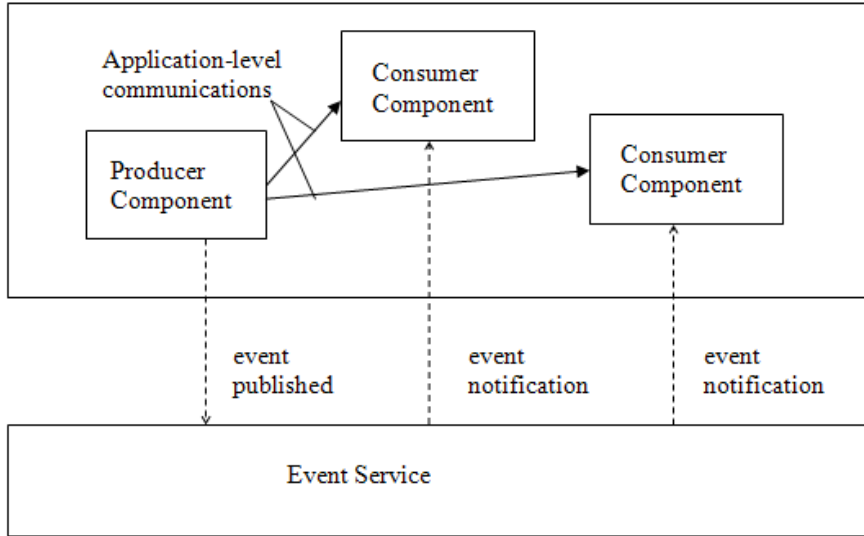 Application-level
communications
Consumer
Component
Producer
Component
Consumer
Component
event
published
event
notification
event
notification
Event Service